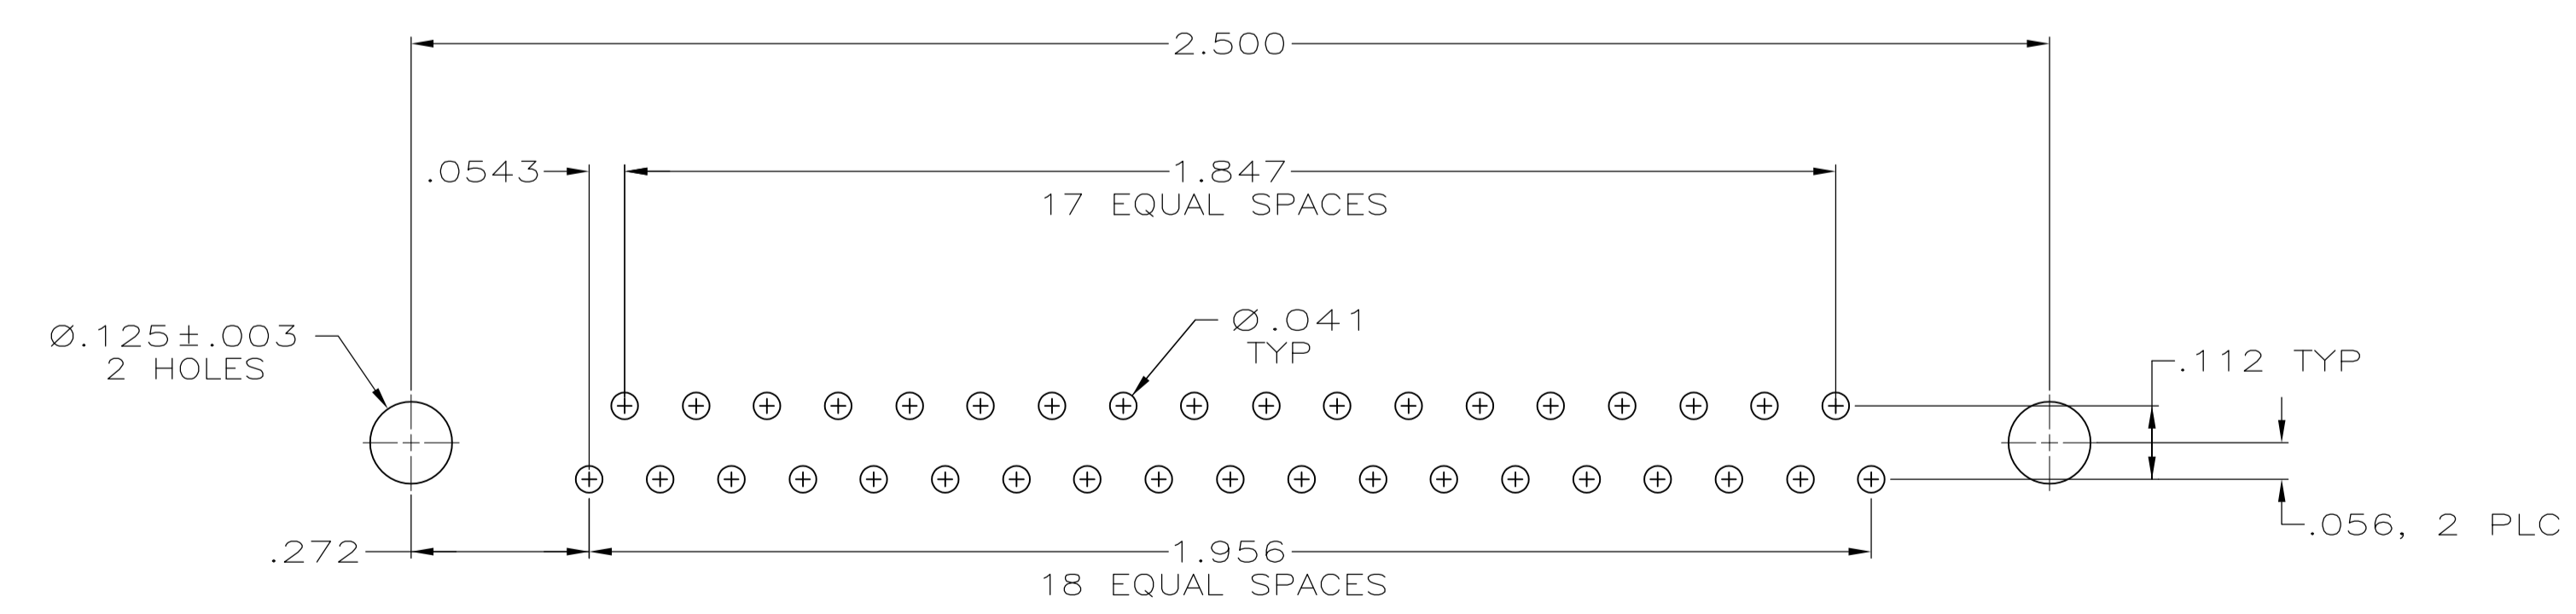 2.500
.0543
1.847
17 EQUAL SPACES
Ø.125±.003
2 HOLES
Ø.041
TYP
.112 TYP
.056, 2 PLC
.272
1.956
18 EQUAL SPACES